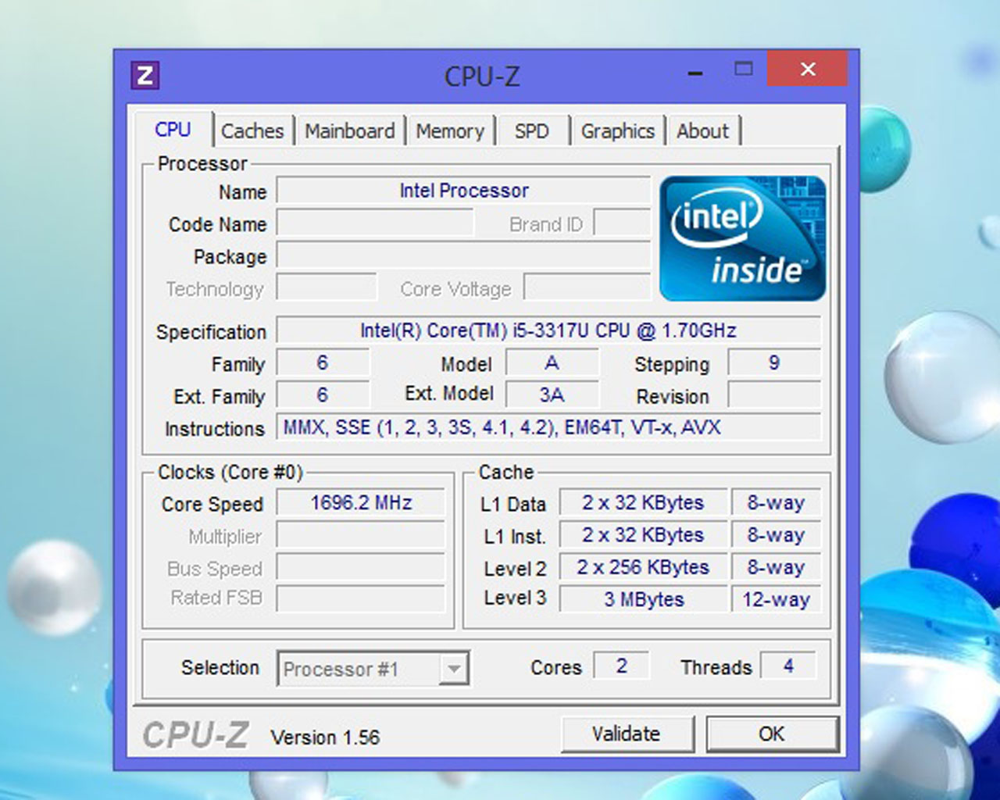 Z CPU-Z
CPU Caches Mainboard Memory SPD Graphics About
Processor
Name Intel Processor
Code Name Brand ID
Package
Technology Core Voltage
intel inside™
Specification Intel(R) Core(TM) i5-3317U CPU @ 1.70GHz
Family 6 Model A Stepping 9
Ext. Family 6 Ext. Model 3A Revision
Instructions MMX, SSE (1, 2, 3, 3S, 4.1, 4.2), EM64T, VT-x, AVX
Clocks (Core #0)
Core Speed 1696.2 MHz
Multiplier
Bus Speed
Rated FSB
Cache
L1 Data 2 x 32 KBytes 8-way
L1 Inst. 2 x 32 KBytes 8-way
Level 2 2 x 256 KBytes 8-way
Level 3 3 MBytes 12-way
Selection Processor #1 Cores 2 Threads 4
CPU-Z Version 1.56 Validate OK